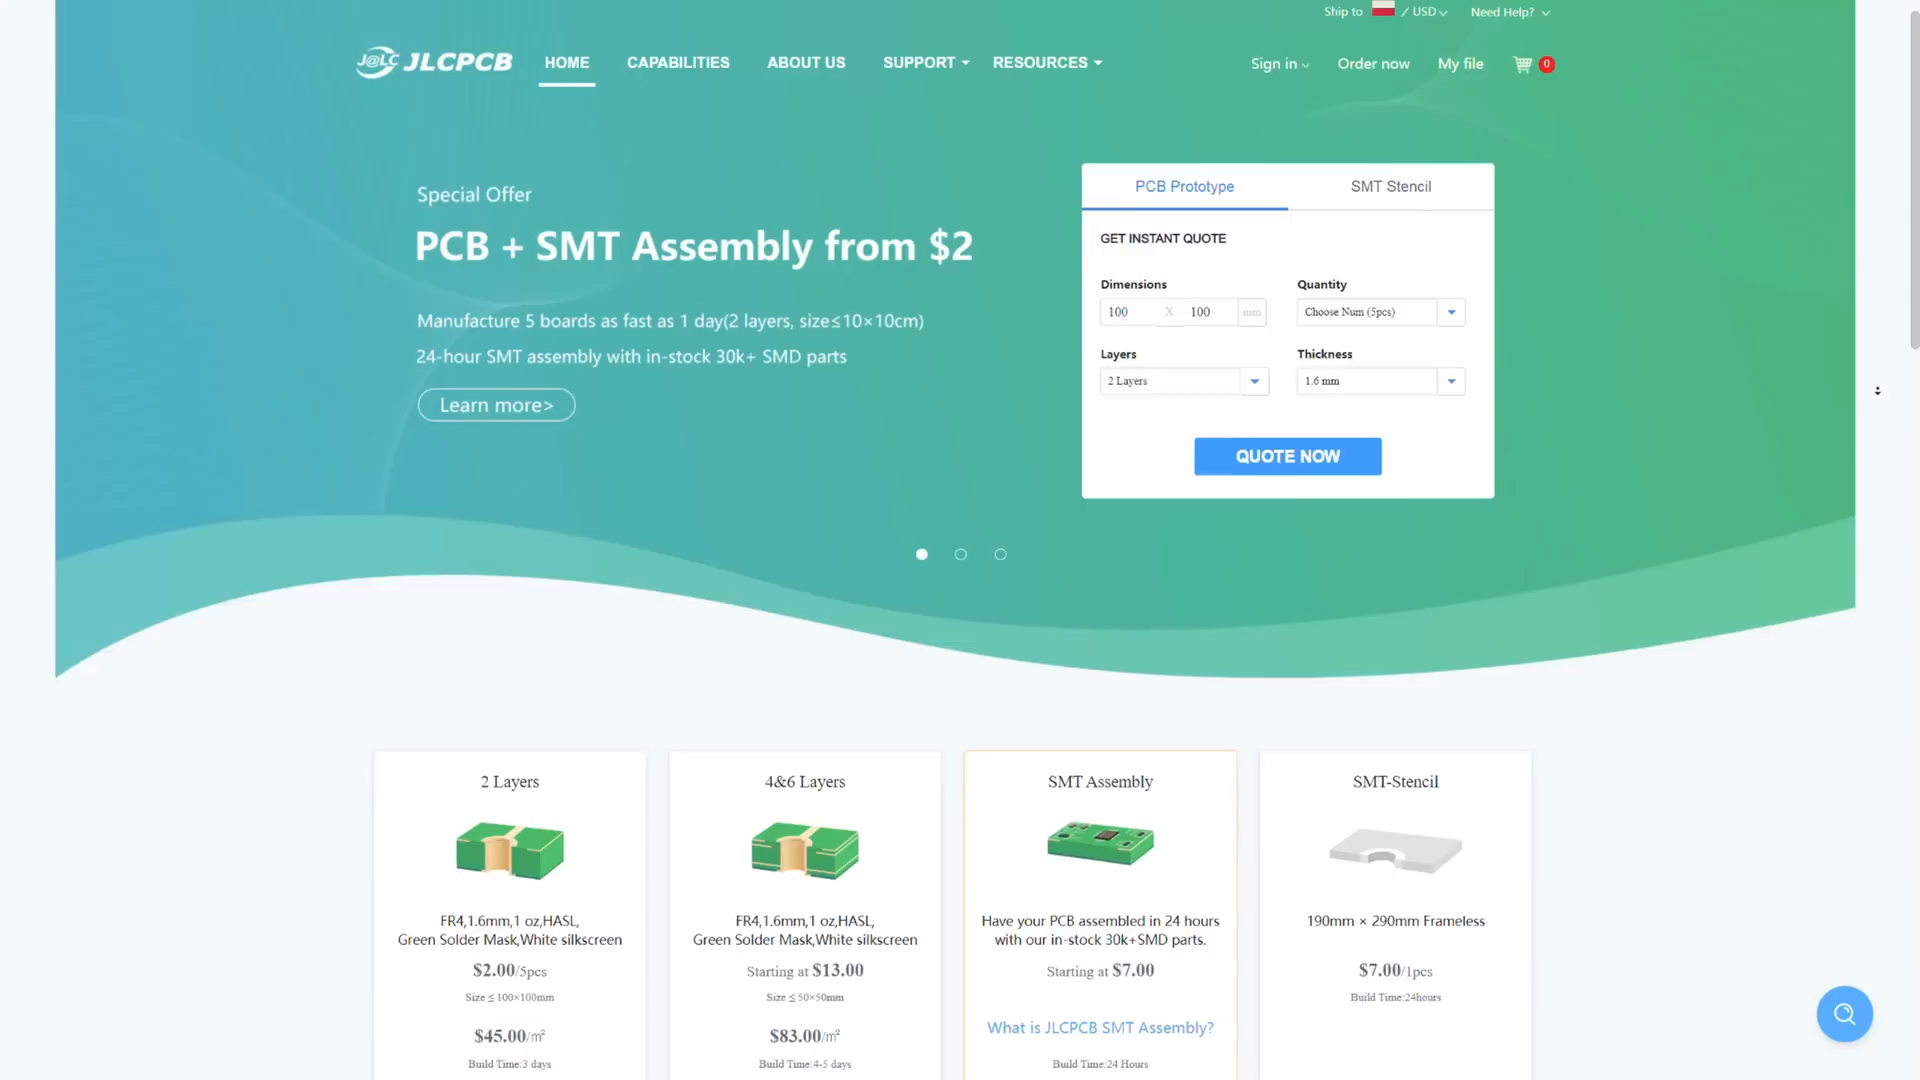 Ship to / USD Need Help?
J@LC JLCPCB HOME CAPABILITIES ABOUT US SUPPORT RESOURCES Sign in Order now My file 0
Special Offer
PCB + SMT Assembly from $2
Manufacture 5 boards as fast as 1 day(2 layers, size≤10×10cm)
24-hour SMT assembly with in-stock 30k+ SMD parts
Learn more>
PCB Prototype SMT Stencil
GET INSTANT QUOTE
Dimensions Quantity
100 X 100 mm Choose Num (5pcs)
Layers Thickness
2 Layers 1.6 mm
QUOTE NOW
2 Layers
FR4,1.6mm,1 oz,HASL,
Green Solder Mask,White silkscreen
$2.00/5pcs
Size ≤ 100×100mm
$45.00/m²
Build Time:3 days
4&6 Layers
FR4,1.6mm,1 oz,HASL,
Green Solder Mask,White silkscreen
Starting at $13.00
Size ≤ 50×50mm
$83.00/m²
Build Time:4-5 days
SMT Assembly
Have your PCB assembled in 24 hours
with our in-stock 30k+SMD parts.
Starting at $7.00
What is JLCPCB SMT Assembly?
Build Time:24 Hours
SMT-Stencil
190mm × 290mm Frameless
$7.00/1pcs
Build Time:24hours